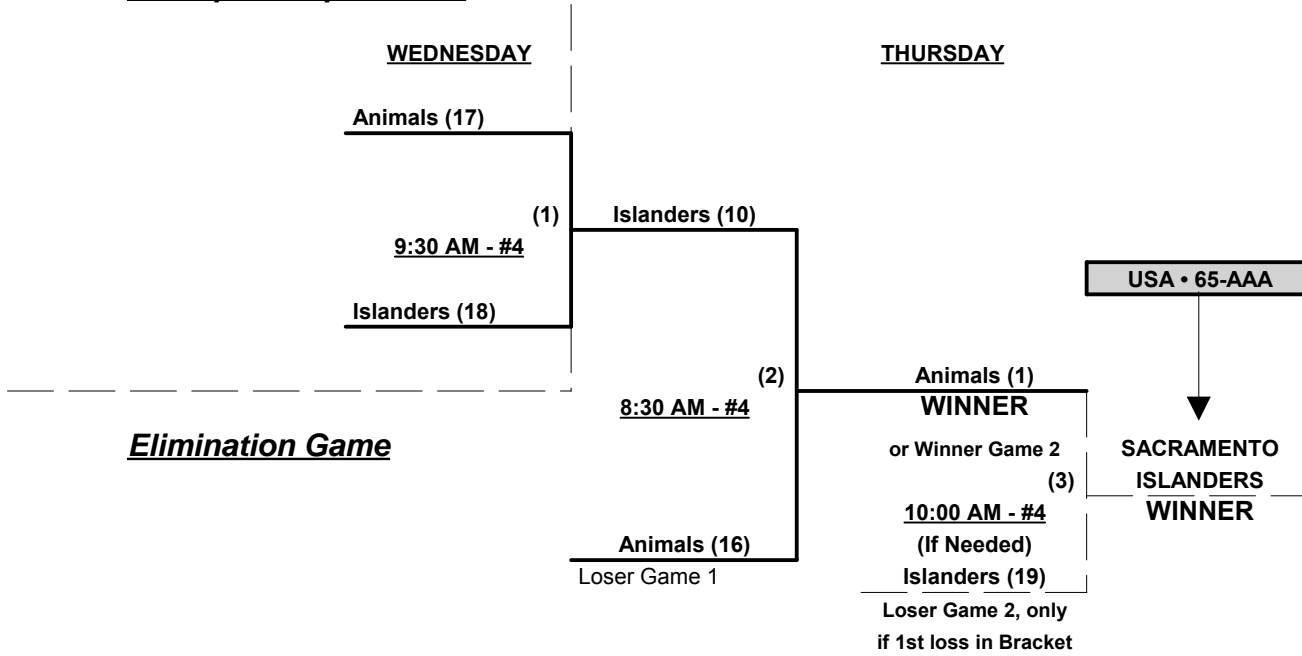 WEDNESDAY
THURSDAY
Animals (17)
(1)
Islanders (10)
9:30 AM - #4
USA • 65-AAA
Islanders (18)
(2)
Animals (1)
8:30 AM - #4
WINNER
Elimination Game
or Winner Game 2
SACRAMENTO
(3)
ISLANDERS
10:00 AM - #4
WINNER
Animals (16)
(If Needed)
Loser Game 1
Islanders (19)
Loser Game 2, only
if 1st loss in Bracket